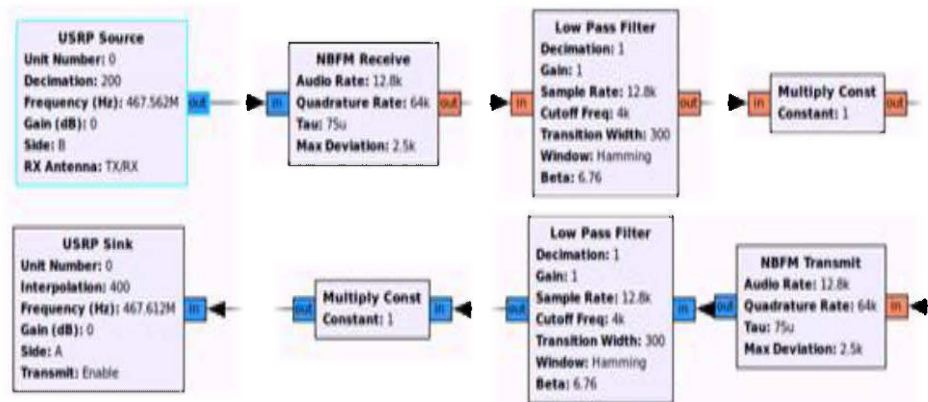 USRP Source
Unit Number: 0
Decimation: 200
Frequency (Hz): 467.562M
Gain (dB): 0
Side: B
RX Antenna: TX/RX
out
in
NBFM Receive
Audio Rate: 12.8k
Quadrature Rate: 64k
Tau: 75u
Max Deviation: 2.5k
out
in
Low Pass Filter
Decimation: 1
Gain: 1
Sample Rate: 12.8k
Cutoff Freq: 4k
Transition Width: 300
Window: Hamming
Beta: 6.76
out
in
Multiply Const
Constant: 1
out
USRP Sink
Unit Number: 0
Interpolation: 400
Frequency (Hz): 467.612M
Gain (dB): 0
Side: A
Transmit: Enable
in
out
Multiply Const
Constant: 1
in
out
Low Pass Filter
Decimation: 1
Gain: 1
Sample Rate: 12.8k
Cutoff Freq: 4k
Transition Width: 300
Window: Hamming
Beta: 6.76
in
out
NBFM Transmit
Audio Rate: 12.8k
Quadrature Rate: 64k
Tau: 75u
Max Deviation: 2.5k
in